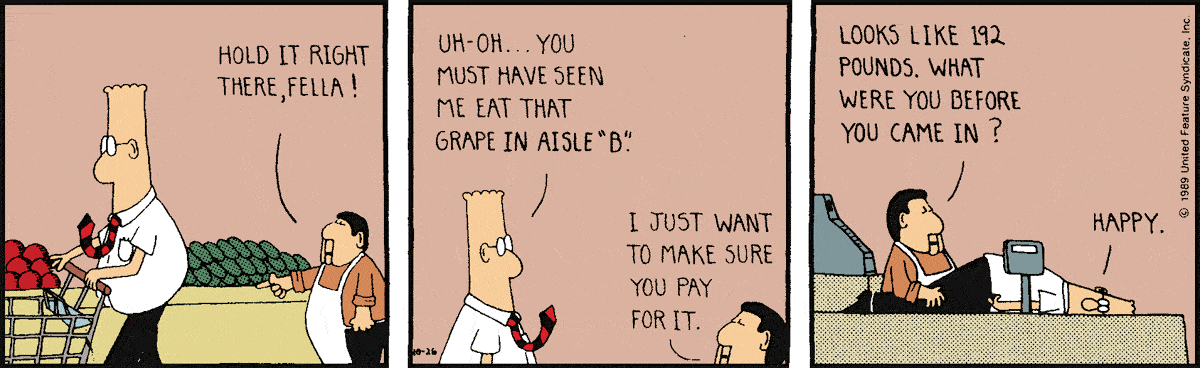 HOLD IT RIGHT
THERE, FELLA!
UH-OH... YOU
MUST HAVE SEEN
ME EAT THAT
GRAPE IN AISLE "B".
I JUST WANT
TO MAKE SURE
YOU PAY
FOR IT.
10-26
LOOKS LIKE 192
POUNDS. WHAT
WERE YOU BEFORE
YOU CAME IN?
HAPPY.
© 1989 United Feature Syndicate, Inc.